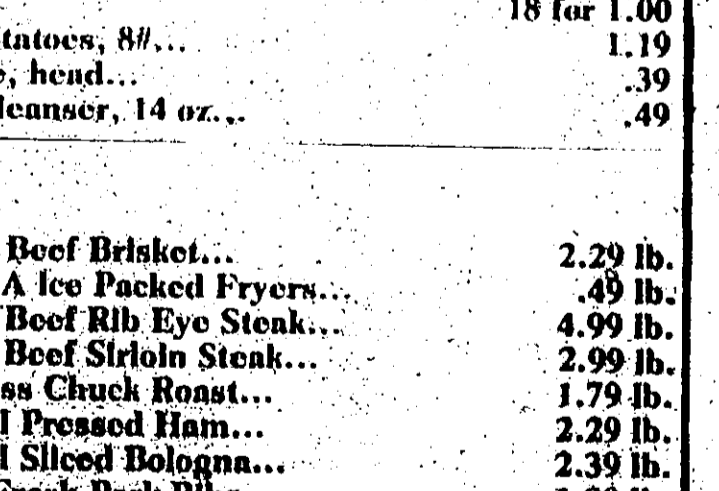 18 for 1.00
tatoes, 8#... 1.19
, head... .39
leanser, 14 oz... .49
Beef Brisket... 2.29 lb.
A Ice Packed Fryers... .49 lb.
Beef Rib Eye Steak... 4.99 lb.
Beef Sirloin Steak... 2.99 lb.
ss Chuck Roast... 1.79 lb.
l Pressed Ham... 2.29 lb.
l Sliced Bologna... 2.39 lb.